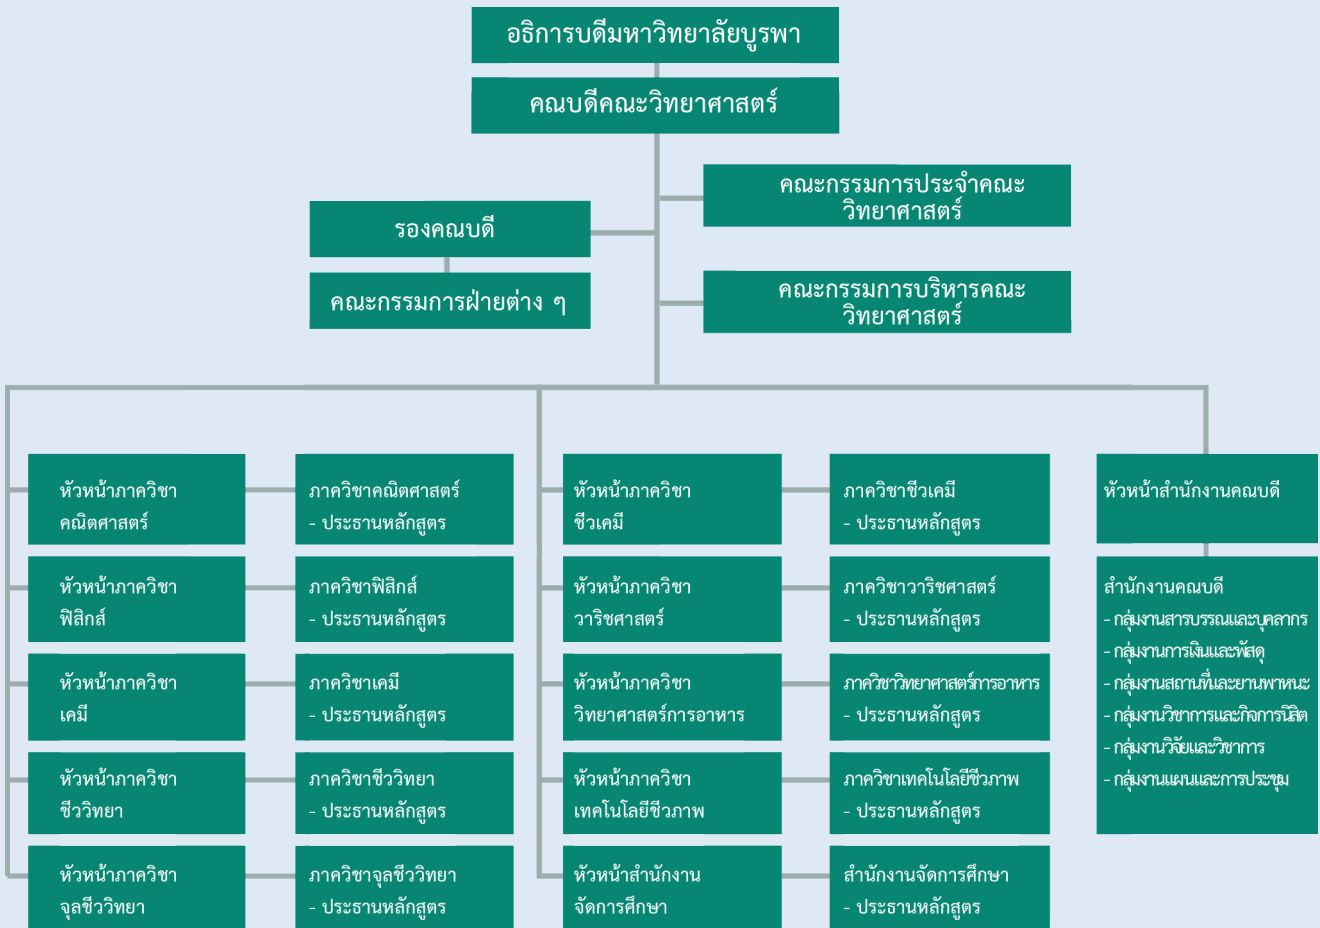 อธิการบดีมหาวิทยาลัยบูรพา
คณบดีคณะวิทยาศาสตร์
คณะกรรมการประจำคณะ
วิทยาศาสตร์
รองคณบดี
คณะกรรมการฝ่ายต่าง ๆ
คณะกรรมการบริหารคณะ
วิทยาศาสตร์
หัวหน้าภาควิชา
คณิตศาสตร์
ภาควิชาคณิตศาสตร์
- ประธานหลักสูตร
หัวหน้าภาควิชา
ชีวเคมี
ภาควิชาชีวเคมี
- ประธานหลักสูตร
หัวหน้าสำนักงานคณบดี
หัวหน้าภาควิชา
ฟิสิกส์
ภาควิชาฟิสิกส์
- ประธานหลักสูตร
หัวหน้าภาควิชา
วาริชศาสตร์
ภาควิชาวาริชศาสตร์
- ประธานหลักสูตร
สำนักงานคณบดี
- กลุ่มงานสารบรรณและบุคลากร
- กลุ่มงานการเงินและพัสดุ
- กลุ่มงานสถานที่และยานพาหนะ
- กลุ่มงานวิชาการและกิจการนิสิต
- กลุ่มงานวิจัยและวิชาการ
- กลุ่มงานแผนและการประชุม
หัวหน้าภาควิชา
เคมี
ภาควิชาเคมี
- ประธานหลักสูตร
หัวหน้าภาควิชา
วิทยาศาสตร์การอาหาร
ภาควิชาวิทยาศาสตร์การอาหาร
- ประธานหลักสูตร
หัวหน้าภาควิชา
ชีววิทยา
ภาควิชาชีววิทยา
- ประธานหลักสูตร
หัวหน้าภาควิชา
เทคโนโลยีชีวภาพ
ภาควิชาเทคโนโลยีชีวภาพ
- ประธานหลักสูตร
หัวหน้าภาควิชา
จุลชีววิทยา
ภาควิชาจุลชีววิทยา
- ประธานหลักสูตร
หัวหน้าสำนักงาน
จัดการศึกษา
สำนักงานจัดการศึกษา
- ประธานหลักสูตร